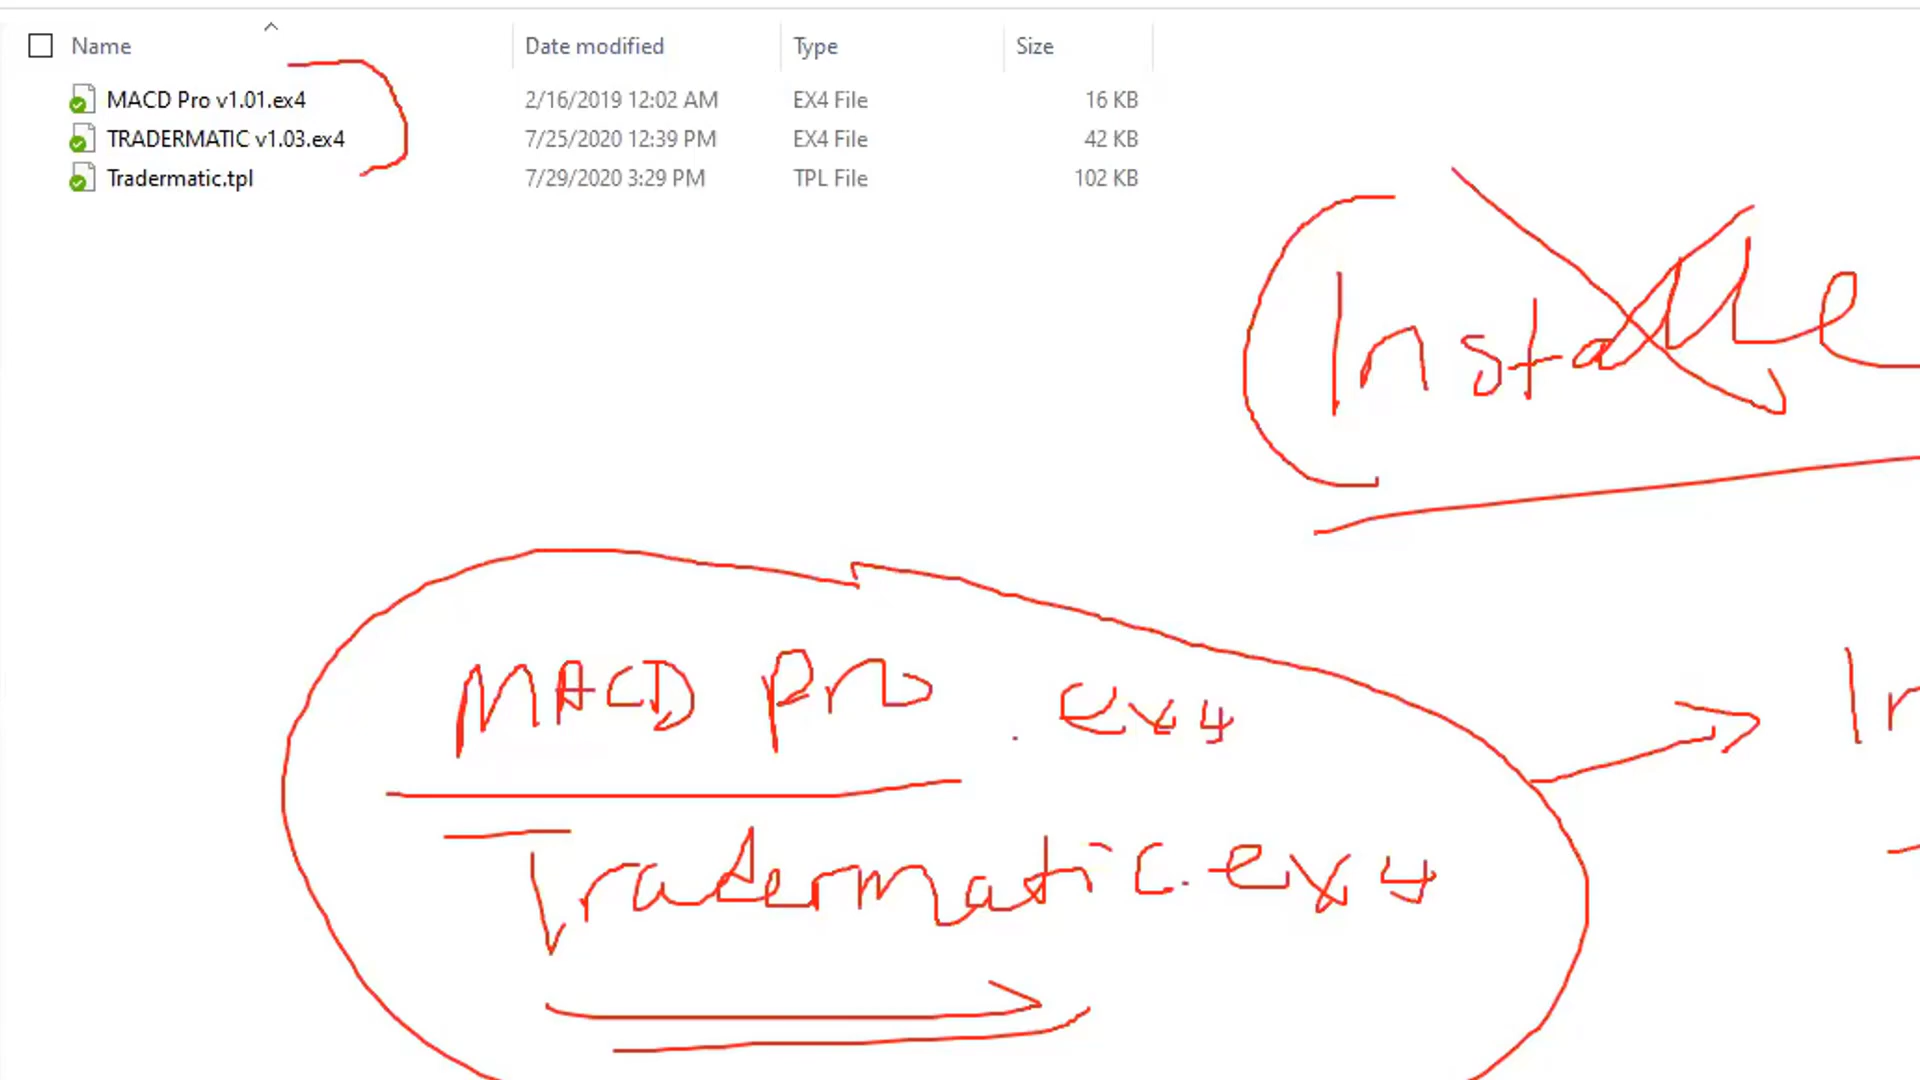 Name Date modified Type Size
MACD Pro v1.01.ex4 2/16/2019 12:02 AM EX4 File 16 KB
TRADERMATIC v1.03.ex4 7/25/2020 12:39 PM EX4 File 42 KB
Tradermatic.tpl 7/29/2020 3:29 PM TPL File 102 KB
Installe
MACD Pro .ex4
In
Tradermatic.ex4